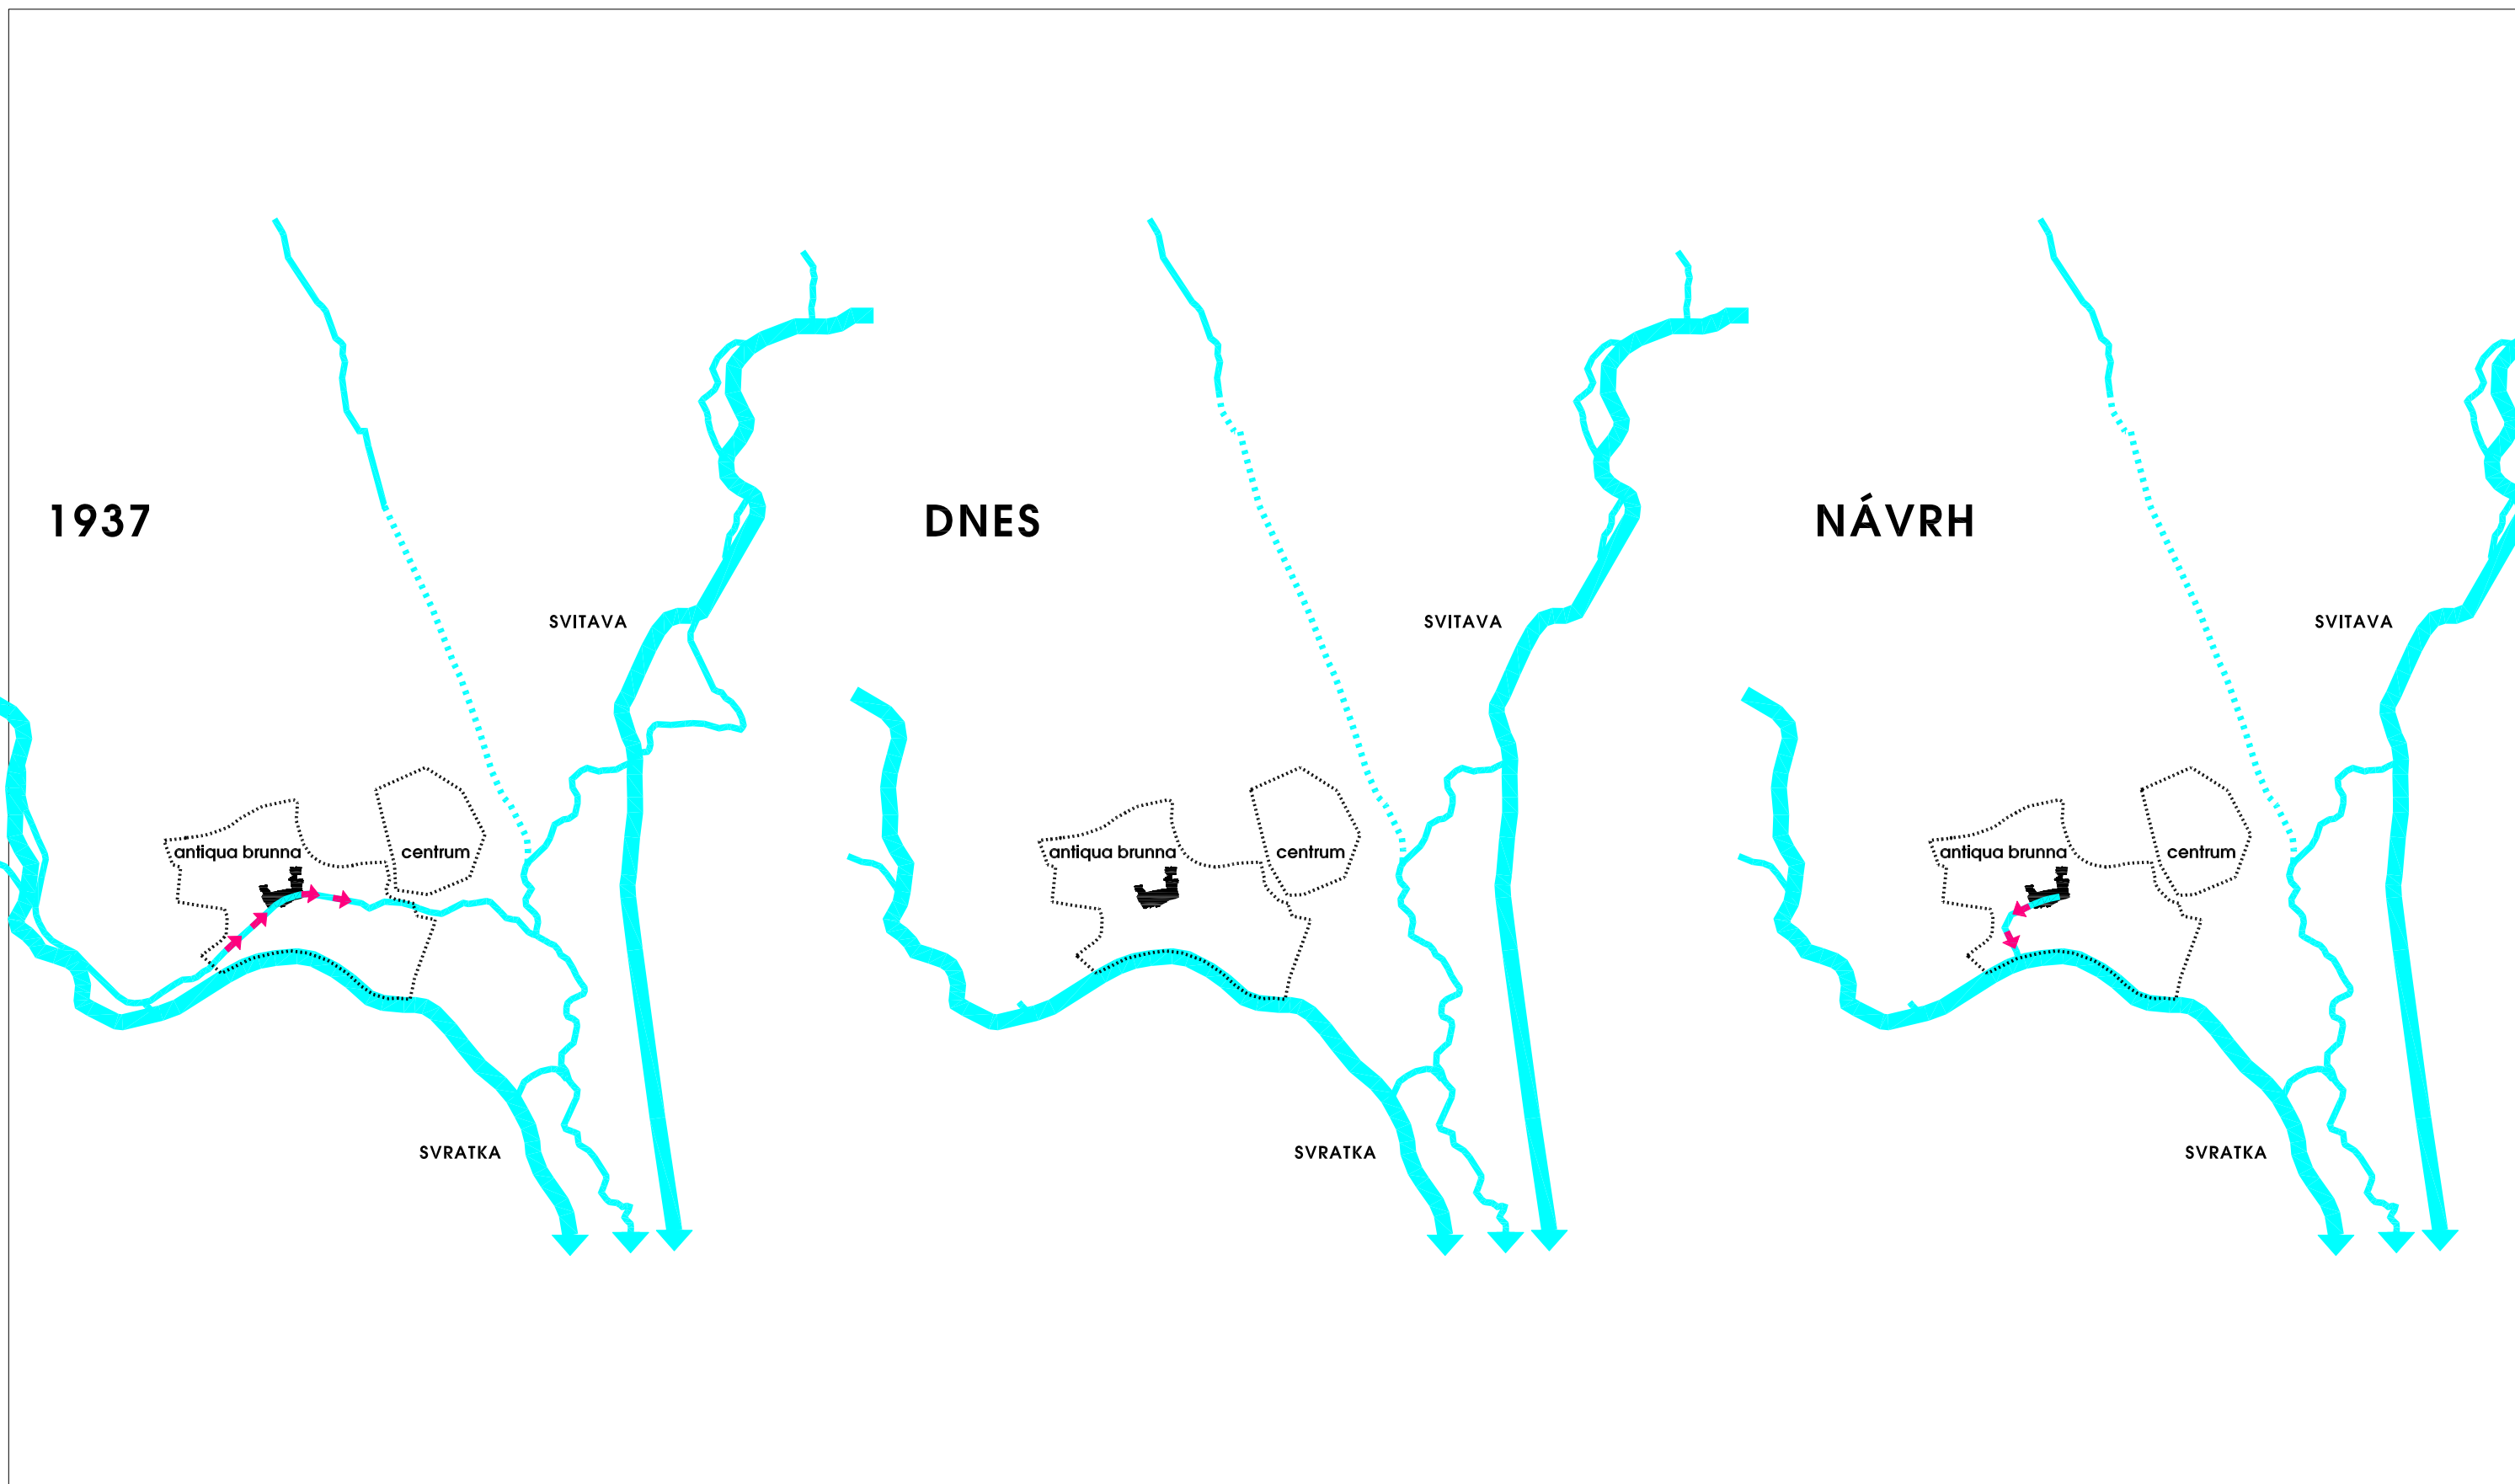 1937
SVITAVA
antiqua brunna
centrum
SVRATKA
DNES
SVITAVA
antiqua brunna
centrum
SVRATKA
NÁVRH
SVITAVA
antiqua brunna
centrum
SVRATKA